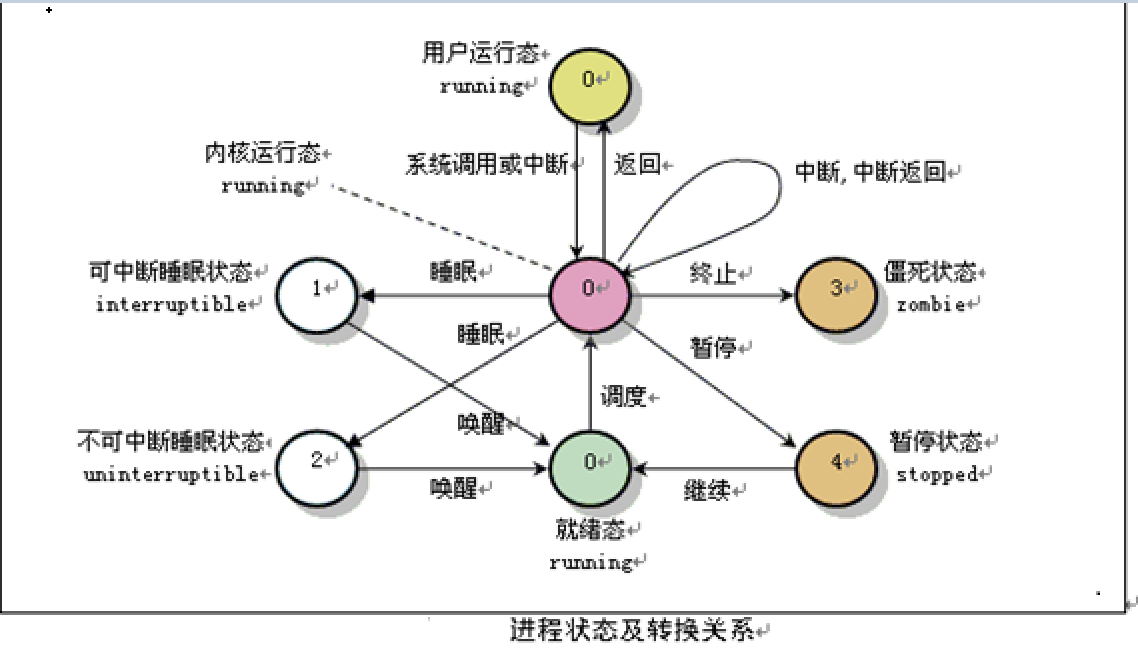 用户运行态
running
0
内核运行态
running
系统调用或中断
返回
中断, 中断返回
可中断睡眠状态
interruptible
1
睡眠
0
终止
3
僵死状态
zombie
睡眠
暂停
调度
唤醒
不可中断睡眠状态
uninterruptible
2
唤醒
0
继续
4
暂停状态
stopped
就绪态
running
进程状态及转换关系